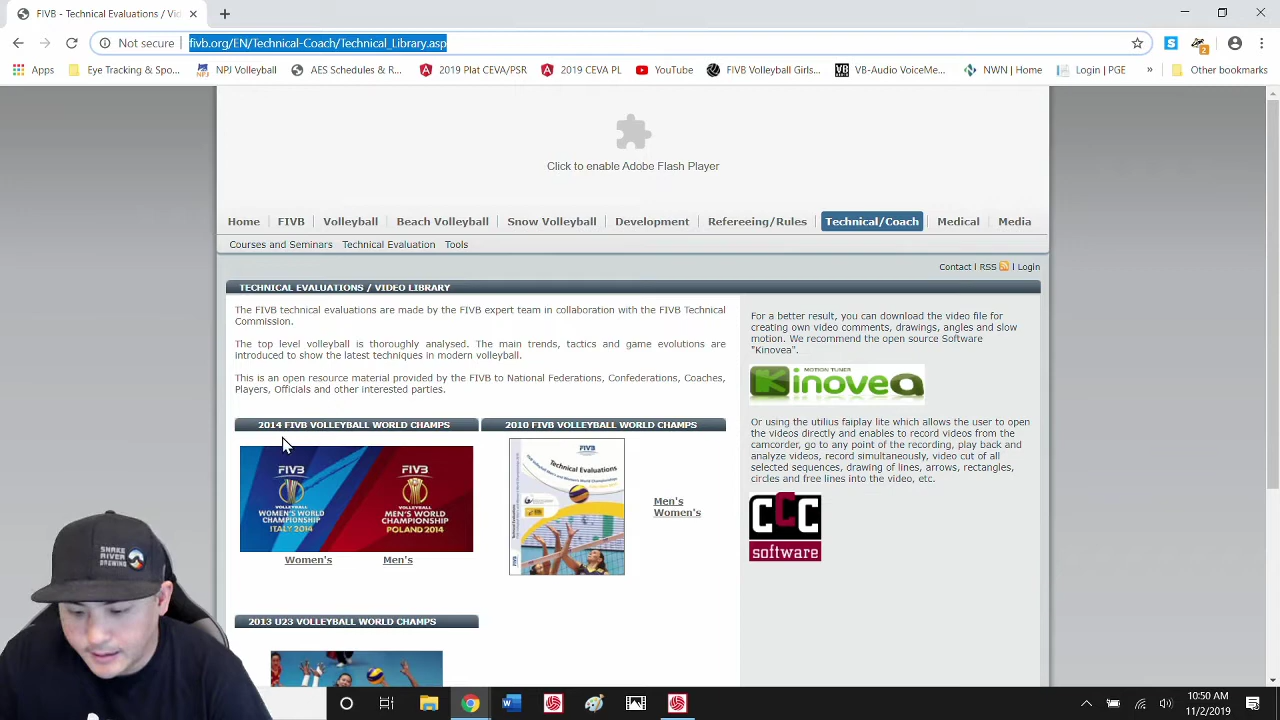 FIVB - Technical Evaluations / Vid
Not secure | fivb.org/EN/Technical-Coach/Technical_Library.asp
2
Apps Eye Tracking & Spo... NPJ Volleyball AES Schedules & R... 2019 Plat CEVA/PSR 2019 CEVA PL YouTube FIVB Volleyball Girls... VB-Audio VoiceMe... NWN | Home Login | PGE » Other bookmarks
Click to enable Adobe Flash Player
Home FIVB Volleyball Beach Volleyball Snow Volleyball Development Refereeing/Rules Technical/Coach Medical Media
Courses and Seminars Technical Evaluation Tools
Contact | RSS | Login
TECHNICAL EVALUATIONS / VIDEO LIBRARY
The FIVB technical evaluations are made by the FIVB expert team in collaboration with the FIVB Technical
Commission.
The top level volleyball is thoroughly analysed. The main trends, tactics and game evolutions are
introduced to show the latest techniques in modern volleyball.
This is an open resource material provided by the FIVB to National Federations, Confederations, Coaches,
Players, Officials and other interested parties.
For a better result, you can download the video file for
creating own video comments, drawings, angles and slow
motion. We recommend the open source Software
"Kinovea".
MOTION TUNER
Kinovea
Or using the utilius fairplay lite which allows the user to open
the videos directly and enables to record videos from the
camcorder, go to any point of the recording, play back and
analyze videos, record simultaneously, video cut of all
selected sequences, drawing of lines, arrows, rectangles,
circles and free lines into the video, etc.
CCC
software
2014 FIVB VOLLEYBALL WORLD CHAMPS
FIVB
VOLLEYBALL
WOMEN'S WORLD
CHAMPIONSHIP
ITALY 2014
FIVB
VOLLEYBALL
MEN'S WORLD
CHAMPIONSHIP
POLAND 2014
Women's Men's
2010 FIVB VOLLEYBALL WORLD CHAMPS
FIVB
Technical Evaluations
Men's
Women's
2013 U23 VOLLEYBALL WORLD CHAMPS
SNAKE
RIVER
BREWING
10:50 AM
11/2/2019